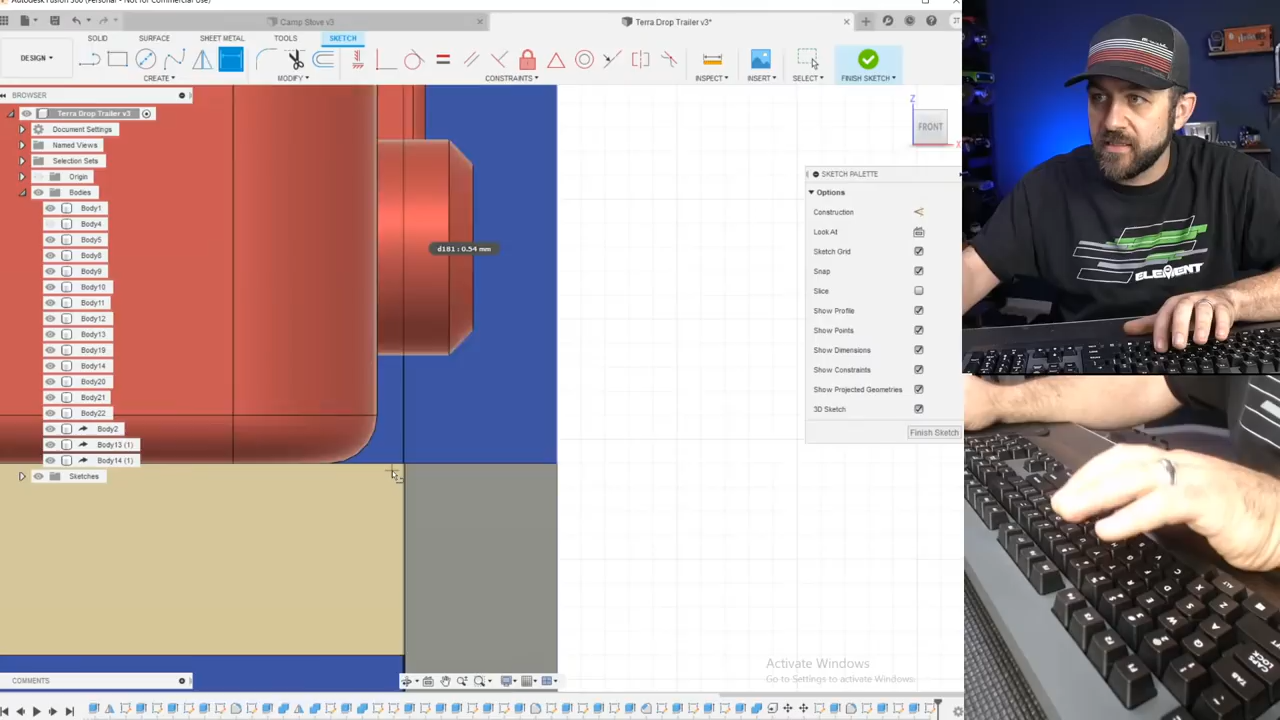 Autodesk Fusion 360 (Personal - Not for Commercial Use)
Camp Stove v3
Terra Drop Trailer v3*
SOLID SURFACE SHEET METAL TOOLS SKETCH
DESIGN
CREATE MODIFY CONSTRAINTS INSPECT INSERT SELECT FINISH SKETCH
BROWSER
Terra Drop Trailer v3
Document Settings
Named Views
Selection Sets
Origin
Bodies
Body1
Body4
Body5
Body8
Body9
Body10
Body11
Body12
Body13
Body19
Body14
Body20
Body21
Body22
Body2
Body13 (1)
Body14 (1)
Sketches
d181 : 0.54 mm
Z
FRONT
X
SKETCH PALETTE
Options
Construction
Look At
Sketch Grid
Snap
Slice
Show Profile
Show Points
Show Dimensions
Show Constraints
Show Projected Geometries
3D Sketch
Finish Sketch
ELEMENT
Activate Windows
Go to Settings to activate Windows.
COMMENTS